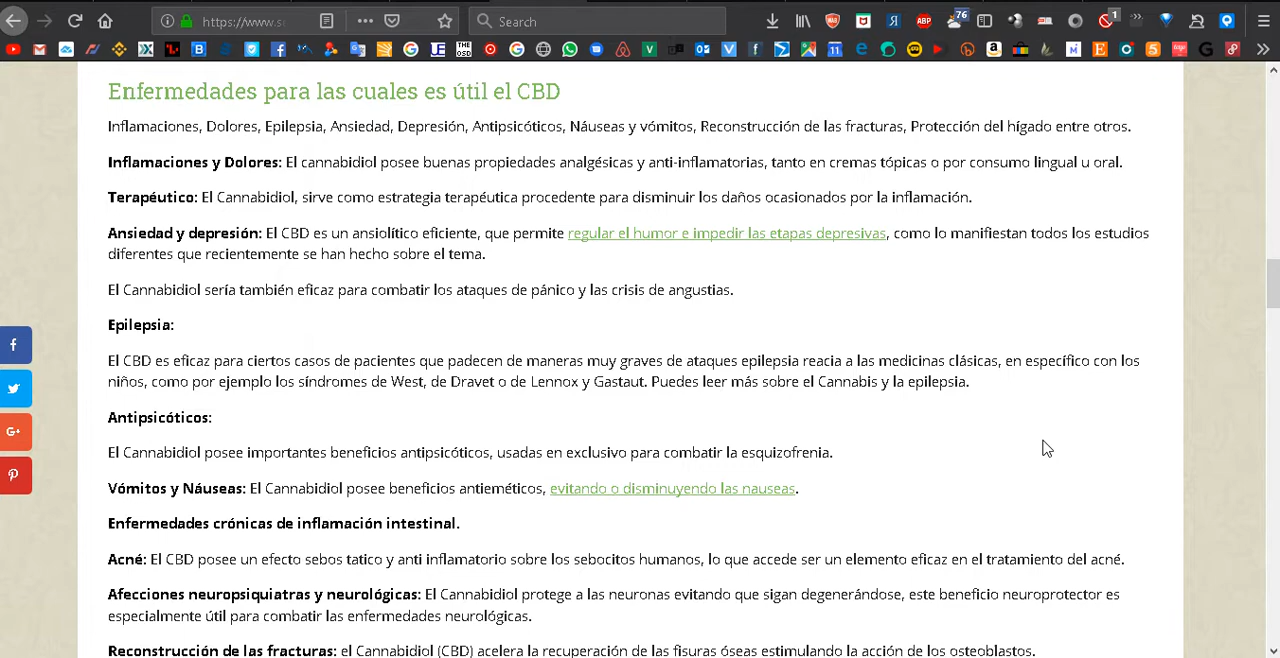 https://www.s
Search
76
1
ABP
THE OSD
11
Enfermedades para las cuales es útil el CBD
Inflamaciones, Dolores, Epilepsia, Ansiedad, Depresión, Antipsicóticos, Náuseas y vómitos, Reconstrucción de las fracturas, Protección del hígado entre otros.
Inflamaciones y Dolores: El cannabidiol posee buenas propiedades analgésicas y anti-inflamatorias, tanto en cremas tópicas o por consumo lingual u oral.
Terapéutico: El Cannabidiol, sirve como estrategia terapéutica procedente para disminuir los daños ocasionados por la inflamación.
Ansiedad y depresión: El CBD es un ansiolítico eficiente, que permite regular el humor e impedir las etapas depresivas, como lo manifiestan todos los estudios
diferentes que recientemente se han hecho sobre el tema.
El Cannabidiol sería también eficaz para combatir los ataques de pánico y las crisis de angustias.
Epilepsia:
El CBD es eficaz para ciertos casos de pacientes que padecen de maneras muy graves de ataques epilepsia reacia a las medicinas clásicas, en específico con los
niños, como por ejemplo los síndromes de West, de Dravet o de Lennox y Gastaut. Puedes leer más sobre el Cannabis y la epilepsia.
Antipsicóticos:
El Cannabidiol posee importantes beneficios antipsicóticos, usadas en exclusivo para combatir la esquizofrenia.
Vómitos y Náuseas: El Cannabidiol posee beneficios antieméticos, evitando o disminuyendo las nauseas.
Enfermedades crónicas de inflamación intestinal.
Acné: El CBD posee un efecto sebos tatico y anti inflamatorio sobre los sebocitos humanos, lo que accede ser un elemento eficaz en el tratamiento del acné.
Afecciones neuropsiquiatras y neurológicas: El Cannabidiol protege a las neuronas evitando que sigan degenerándose, este beneficio neuroprotector es
especialmente útil para combatir las enfermedades neurológicas.
Reconstrucción de las fracturas: el Cannabidiol (CBD) acelera la recuperación de las fisuras óseas estimulando la acción de los osteoblastos.